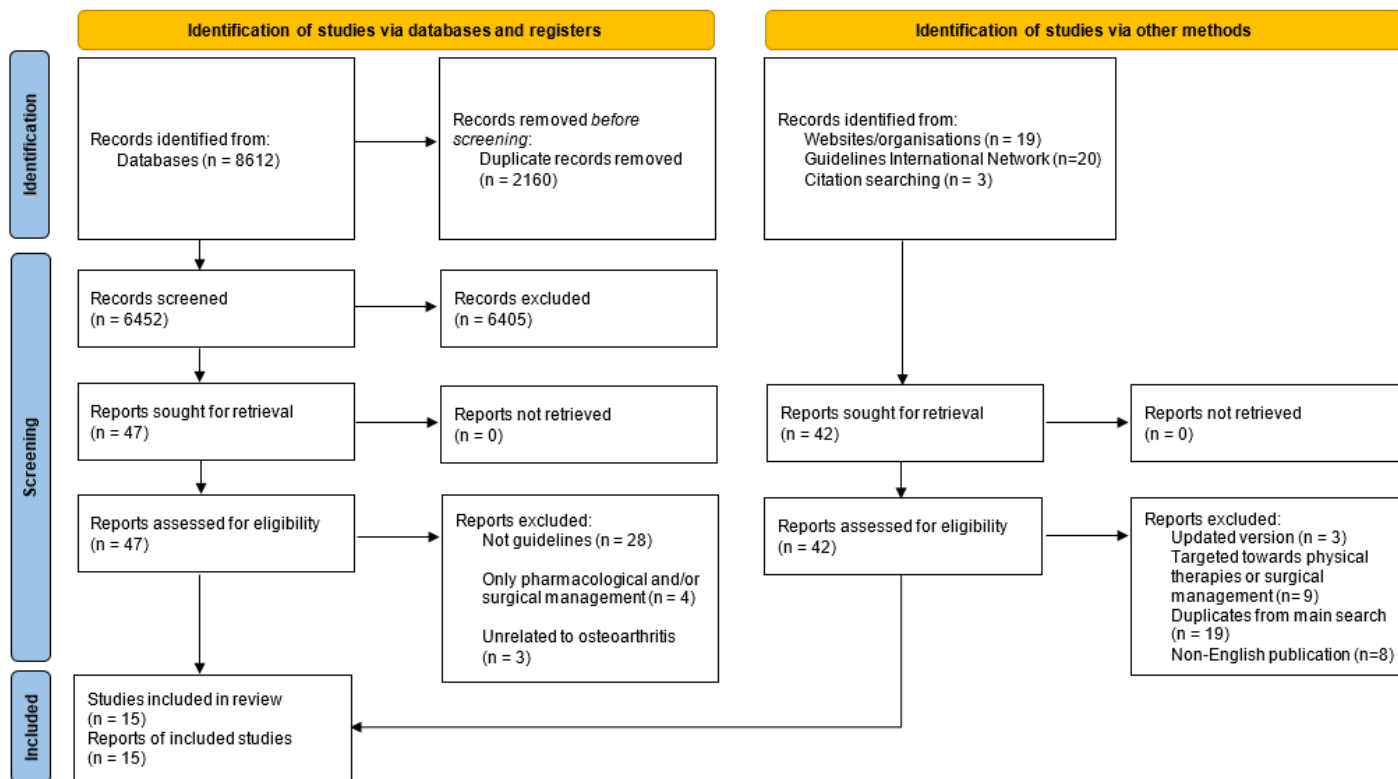 Identification of studies via databases and registers
Identification of studies via other methods
Identification
Records identified from:
Databases (n = 8612)
Records removed before
screening:
Duplicate records removed
(n = 2160)
Records identified from:
Websites/organisations (n = 19)
Guidelines International Network (n=20)
Citation searching (n = 3)
Screening
Records screened
(n = 6452)
Records excluded
(n = 6405)
Reports sought for retrieval
(n = 47)
Reports not retrieved
(n = 0)
Reports sought for retrieval
(n = 42)
Reports not retrieved
(n = 0)
Reports assessed for eligibility
(n = 47)
Reports excluded:
Not guidelines (n = 28)
Only pharmacological and/or
surgical management (n = 4)
Unrelated to osteoarthritis
(n = 3)
Reports assessed for eligibility
(n = 42)
Reports excluded:
Updated version (n = 3)
Targeted towards physical
therapies or surgical
management (n= 9)
Duplicates from main search
(n = 19)
Non-English publication (n=8)
Included
Studies included in review
(n = 15)
Reports of included studies
(n = 15)